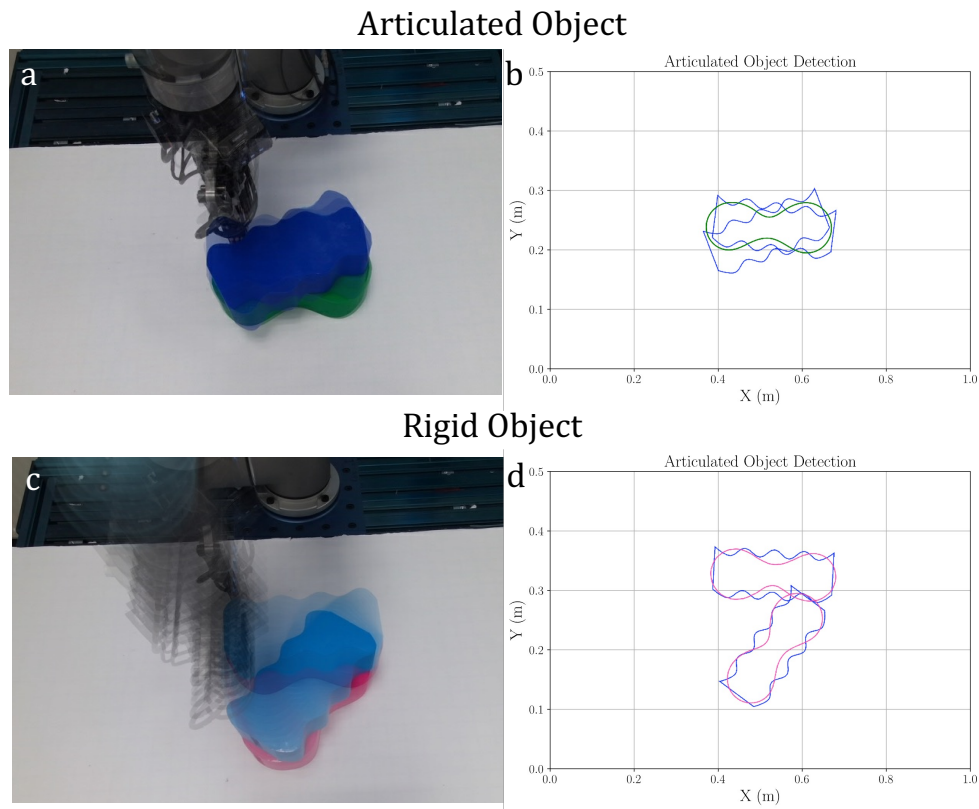 Articulated Object
a
b
Articulated Object Detection
0.5
0.4
0.3
0.2
0.1
0.0
Y (m)
0.0 0.2 0.4 0.6 0.8 1.0
X (m)
Rigid Object
c
d
Articulated Object Detection
0.5
0.4
0.3
0.2
0.1
0.0
Y (m)
0.0 0.2 0.4 0.6 0.8 1.0
X (m)